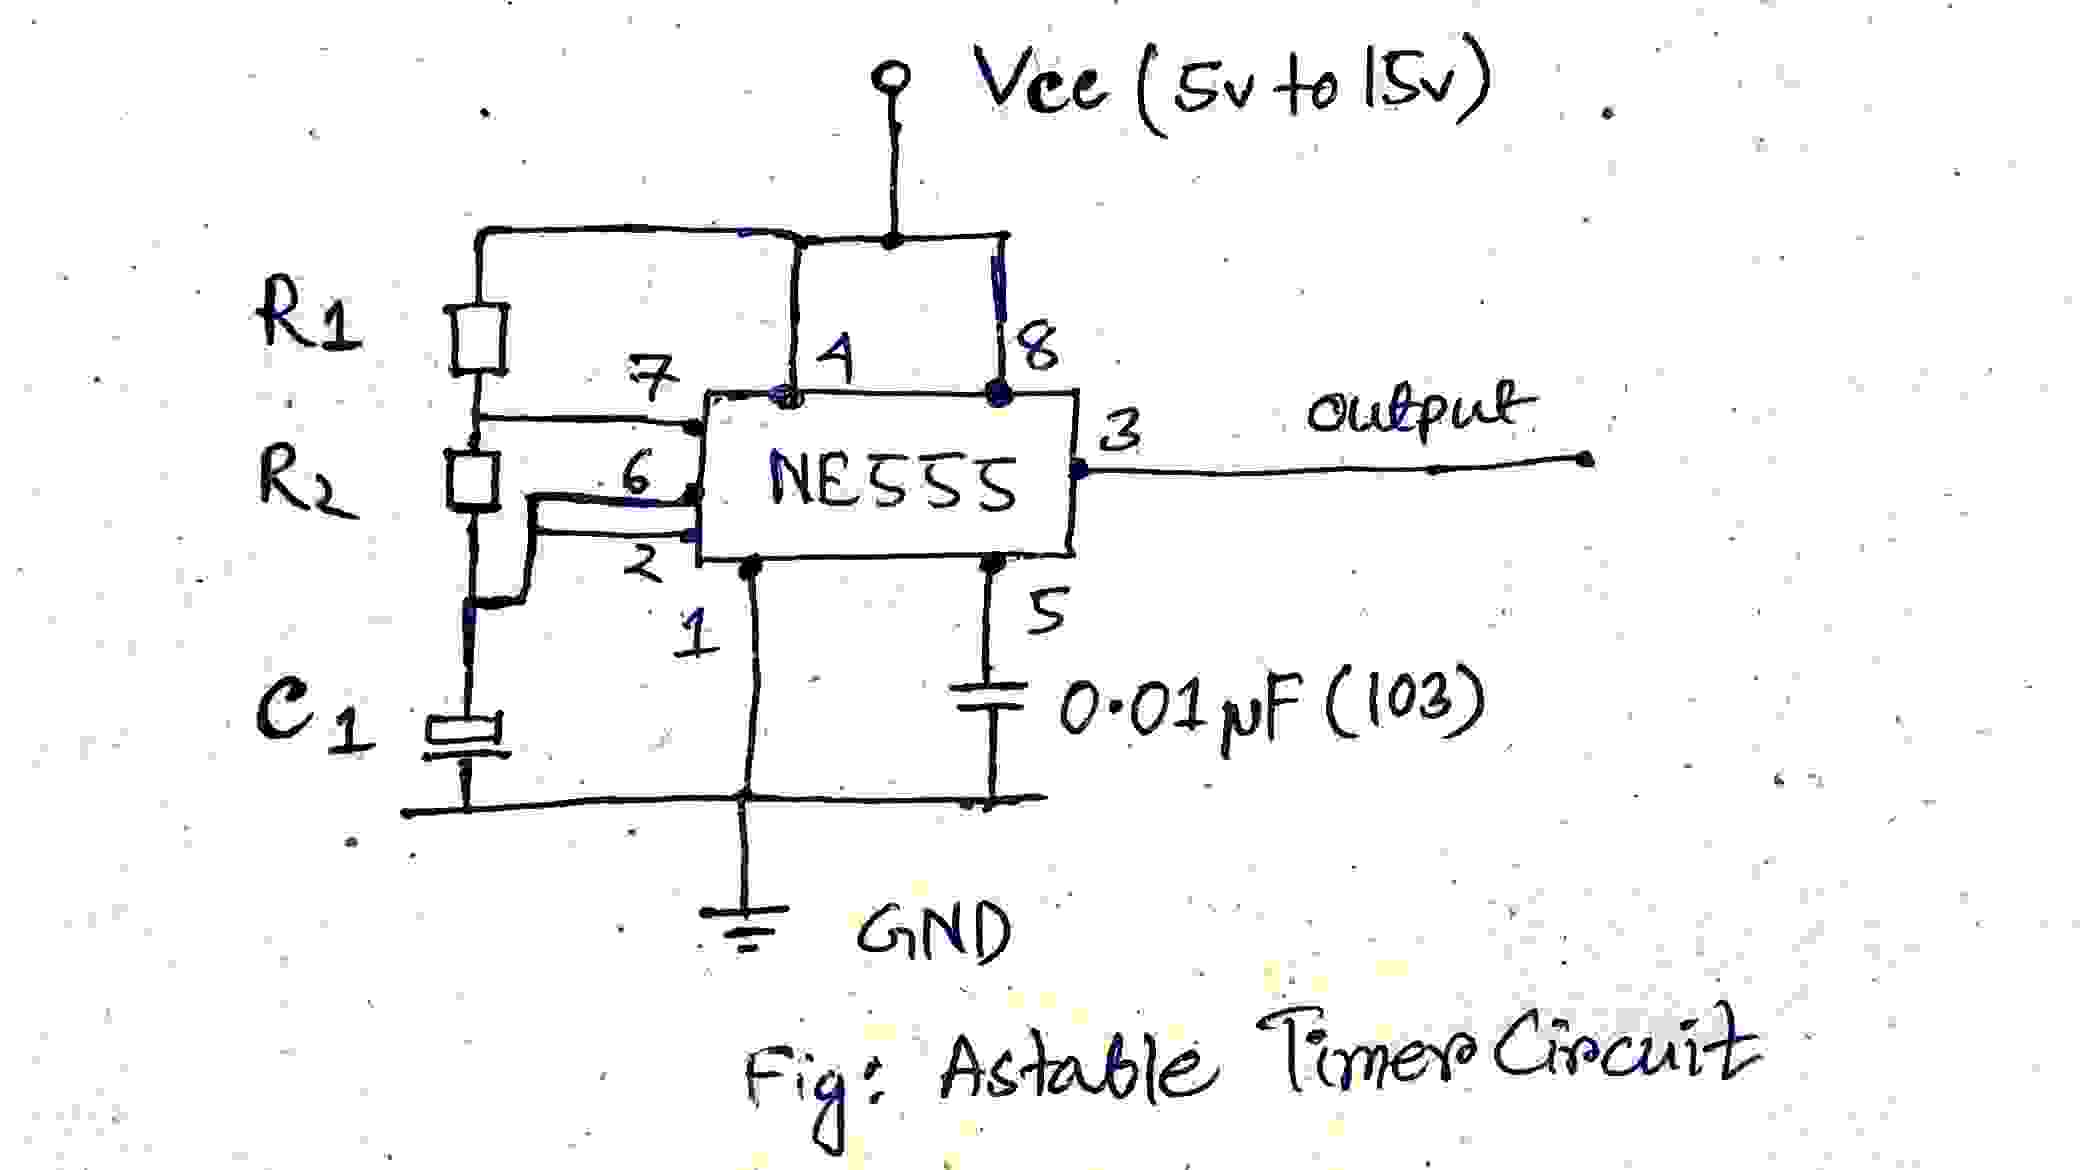 Vcc (5v to 15v)
R1
7
4
8
3
output
R2
6
NE555
2
1
5
C1
0.01µF (103)
GND
Fig: Astable Timer Circuit